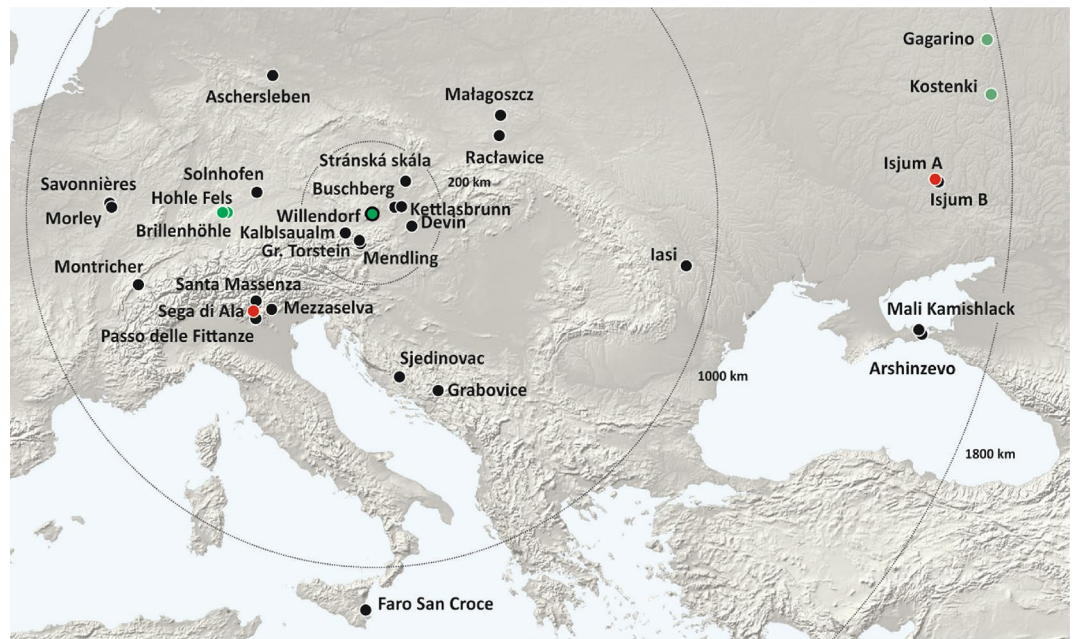 Gagarino
Kostenki
Aschersleben
Małagoszcz
Racławice
Stránská skála
200 km
Isjum A
Isjum B
Solnhofen
Savonnières
Hohle Fels
Buschberg
Morley
Willendorf
Kettlasbrunn
Brillenhöhle
Kalblsaualm
Devin
Gr. Torstein
Mendling
Iasi
Montricher
Santa Massenza
Sega di Ala
Mezzaselva
Mali Kamishlack
Passo delle Fittanze
Sjedinovac
Arshinzevo
1000 km
Grabovice
1800 km
Faro San Croce